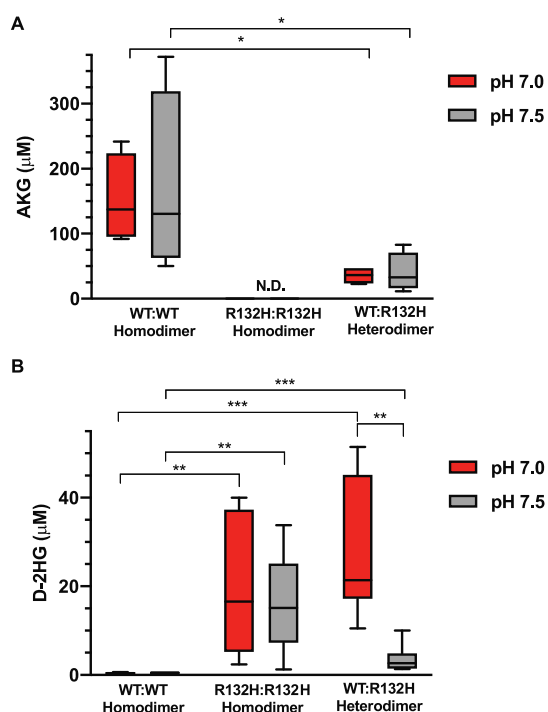 A
*
*
pH 7.0
pH 7.5
AKG (μM)
300
200
100
0
N.D.
WT:WT
Homodimer
R132H:R132H
Homodimer
WT:R132H
Heterodimer
B
***
***
**
**
**
pH 7.0
pH 7.5
D-2HG (μM)
40
20
0
WT:WT
Homodimer
R132H:R132H
Homodimer
WT:R132H
Heterodimer